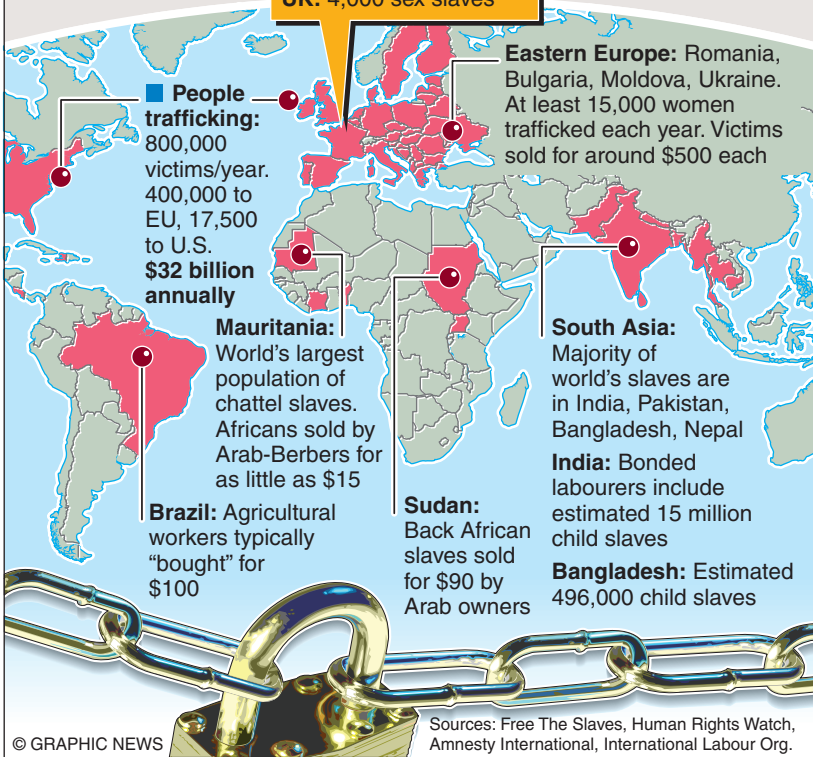 UK: 4,000 sex slaves
Eastern Europe: Romania,
Bulgaria, Moldova, Ukraine.
At least 15,000 women
trafficked each year. Victims
sold for around $500 each
People
trafficking:
800,000
victims/year.
400,000 to
EU, 17,500
to U.S.
$32 billion
annually
Mauritania:
World's largest
population of
chattel slaves.
Africans sold by
Arab-Berbers for
as little as $15
South Asia:
Majority of
world's slaves are
in India, Pakistan,
Bangladesh, Nepal
India: Bonded
labourers include
estimated 15 million
child slaves
Bangladesh: Estimated
496,000 child slaves
Brazil: Agricultural
workers typically
“bought” for
$100
Sudan:
Back African
slaves sold
for $90 by
Arab owners
Sources: Free The Slaves, Human Rights Watch,
Amnesty International, International Labour Org.
© GRAPHIC NEWS